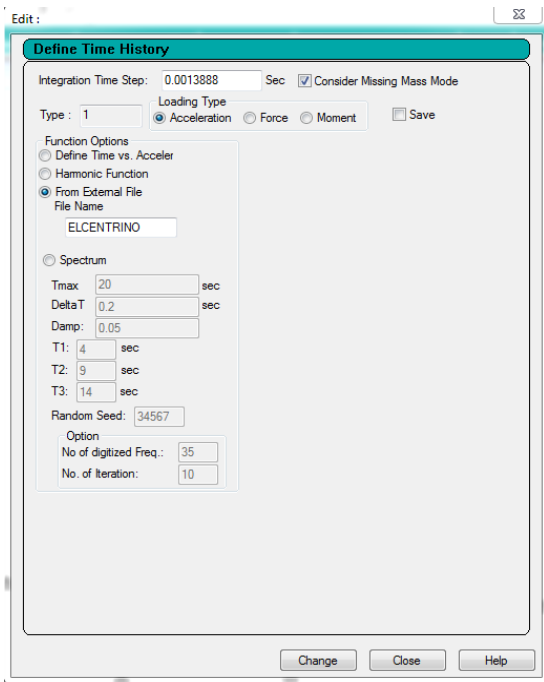 Edit :
Define Time History
Integration Time Step: 0.0013888 Sec Consider Missing Mass Mode
Loading Type
Type : 1 Acceleration Force Moment Save
Function Options
Define Time vs. Acceler
Harmonic Function
From External File
File Name
ELCENTRINO
Spectrum
Tmax 20 sec
DeltaT 0.2 sec
Damp: 0.05
T1: 4 sec
T2: 9 sec
T3: 14 sec
Random Seed: 34567
Option
No of digitized Freq.: 35
No. of Iteration: 10
Change Close Help